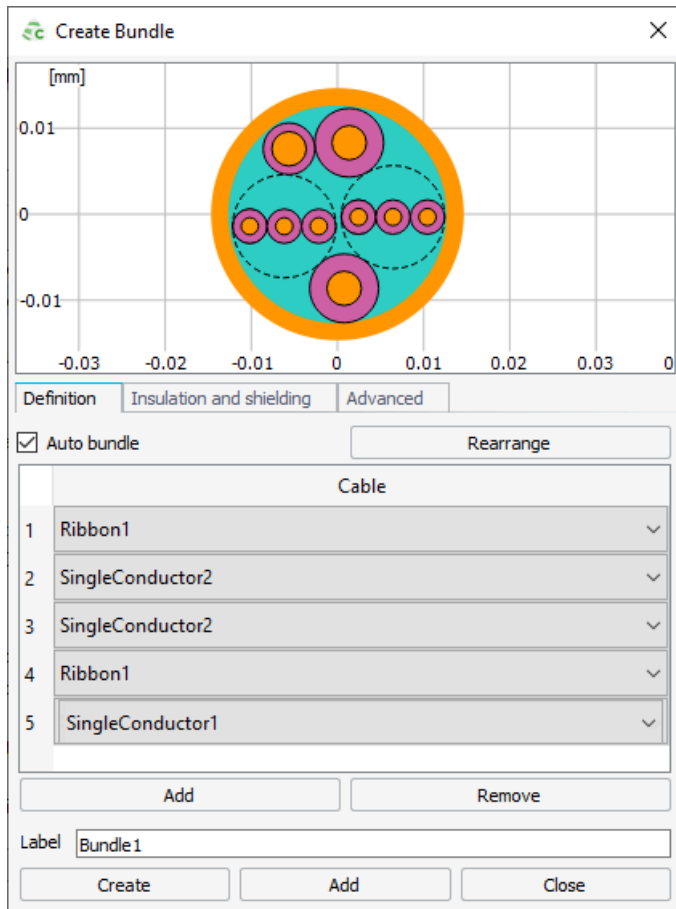 Create Bundle
[mm]
0.01
0
-0.01
-0.03 -0.02 -0.01 0 0.01 0.02 0.03 0
Definition Insulation and shielding Advanced
Auto bundle Rearrange
Cable
1 Ribbon1
2 SingleConductor2
3 SingleConductor2
4 Ribbon1
5 SingleConductor1
Add Remove
Label Bundle1
Create Add Close